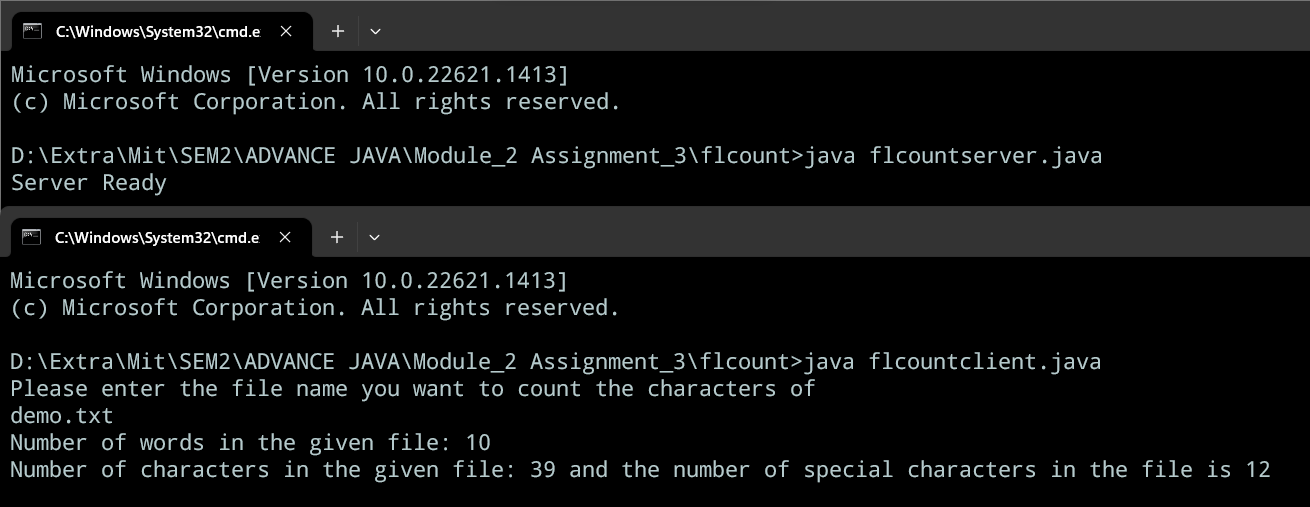 C:\Windows\System32\cmd.e
Microsoft Windows [Version 10.0.22621.1413]
(c) Microsoft Corporation. All rights reserved.
D:\Extra\Mit\SEM2\ADVANCE JAVA\Module_2 Assignment_3\flcount>java flcountserver.java
Server Ready
C:\Windows\System32\cmd.e
Microsoft Windows [Version 10.0.22621.1413]
(c) Microsoft Corporation. All rights reserved.
D:\Extra\Mit\SEM2\ADVANCE JAVA\Module_2 Assignment_3\flcount>java flcountclient.java
Please enter the file name you want to count the characters of
demo.txt
Number of words in the given file: 10
Number of characters in the given file: 39 and the number of special characters in the file is 12